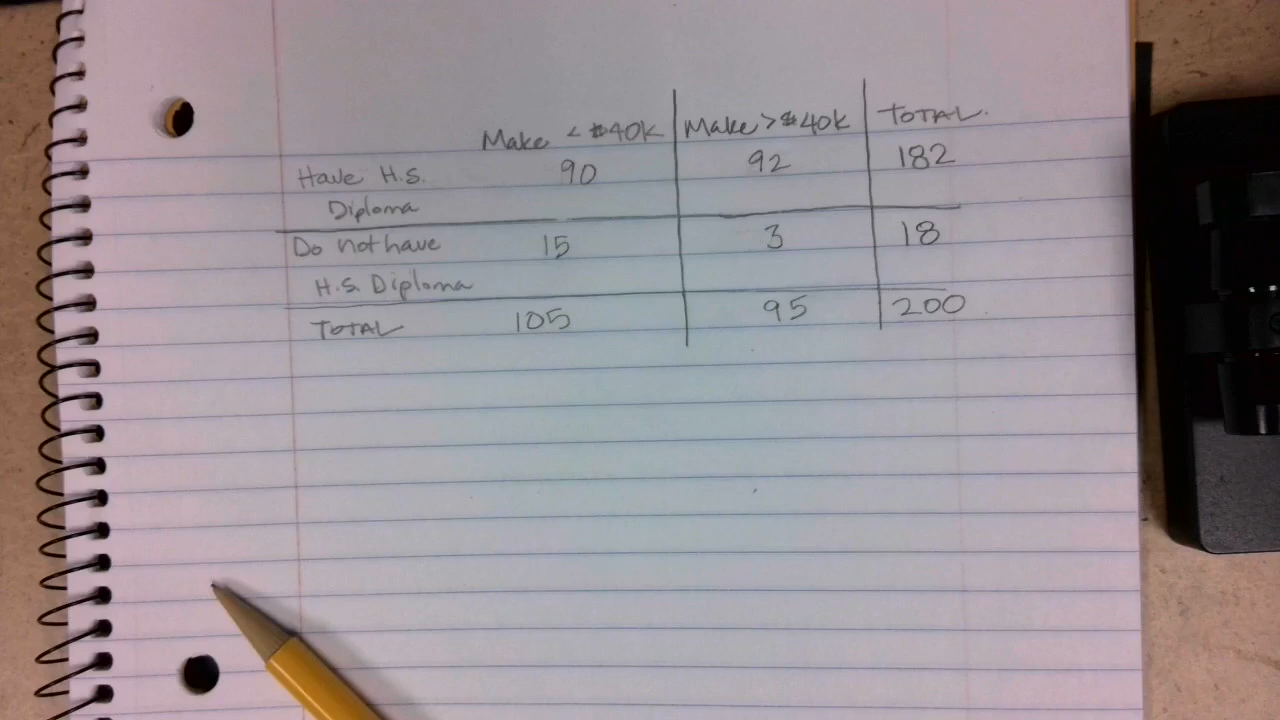 Make < $40K Make > $40K TOTAL.
Have H.S. 90 92 182
Diploma
Do not have 15 3 18
H.S. Diploma
TOTAL 105 95 200